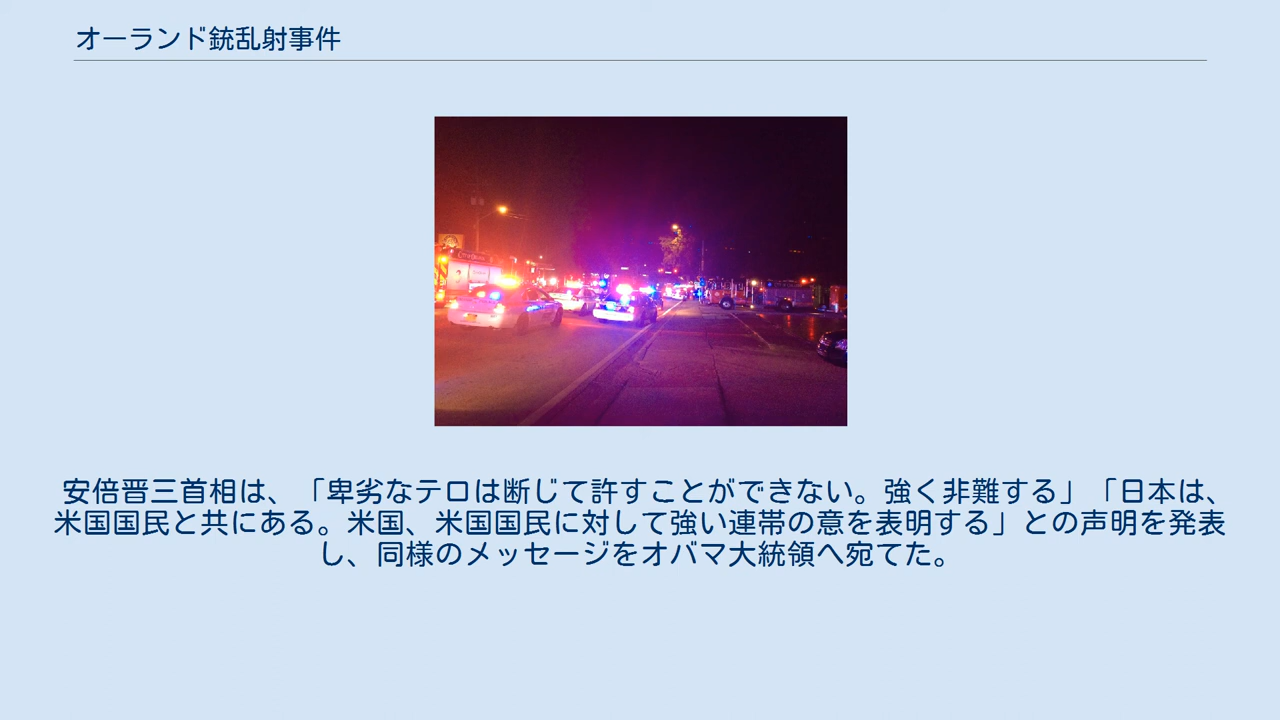 オーランド銃乱射事件
安倍晋三首相は、「卑劣なテロは断じて許すことができない。強く非難する」「日本は、
米国国民と共にある。米国、米国国民に対して強い連帯の意を表明する」との声明を発表
し、同様のメッセージをオバマ大統領へ宛てた。